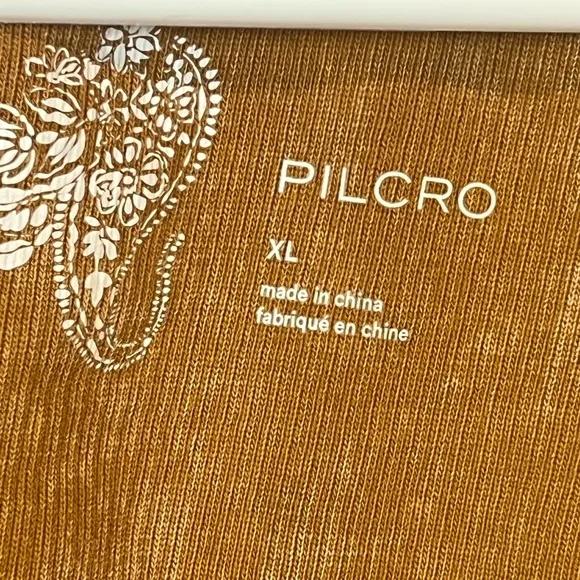 PILCRO
XL
made in china
fabriqué en chine